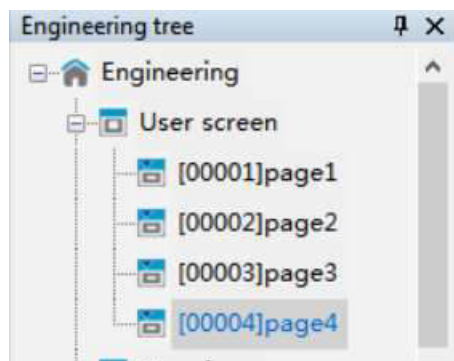 Engineering tree
Engineering
User screen
[00001]page1
[00002]page2
[00003]page3
[00004]page4